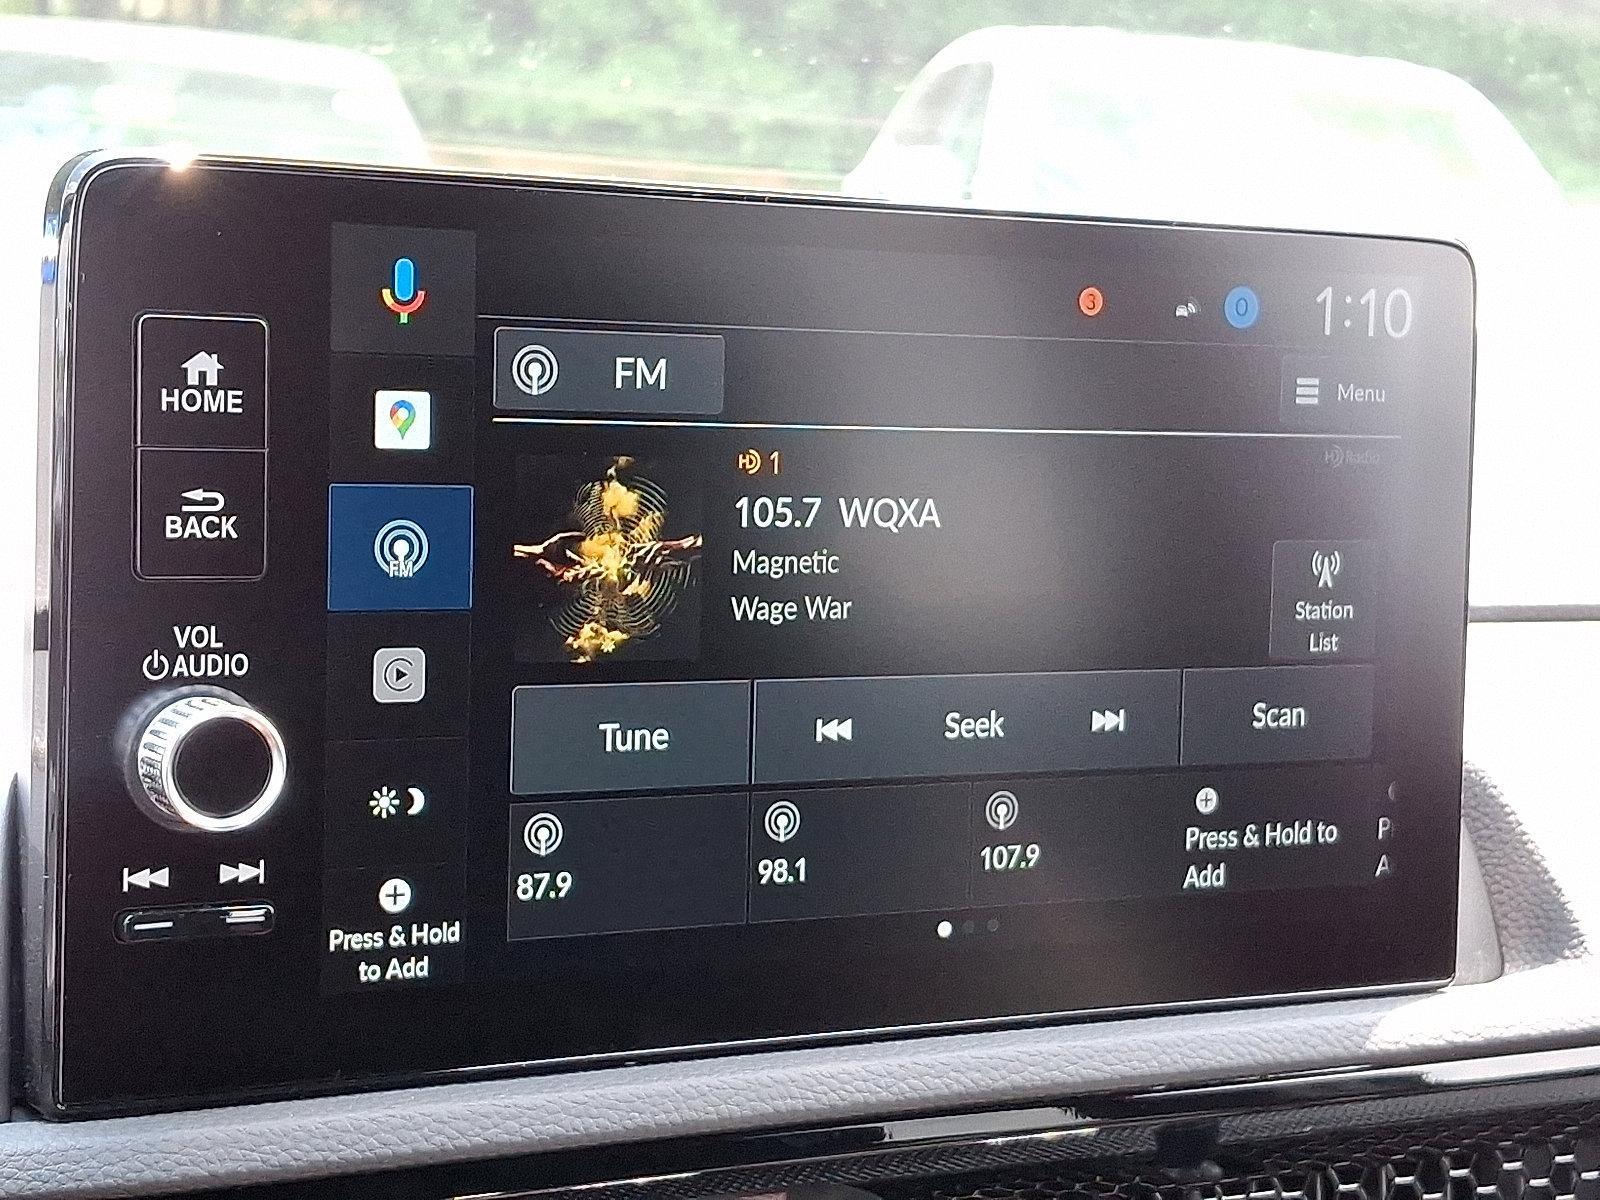 3
0
1:10
HOME
FM
Menu
HD 1
HD Radio
105.7 WQXA
BACK
FM
Magnetic
Station
List
Wage War
VOL
AUDIO
Tune
Seek
Scan
87.9
98.1
107.9
Press & Hold to
Add
P
A
Press & Hold
to Add